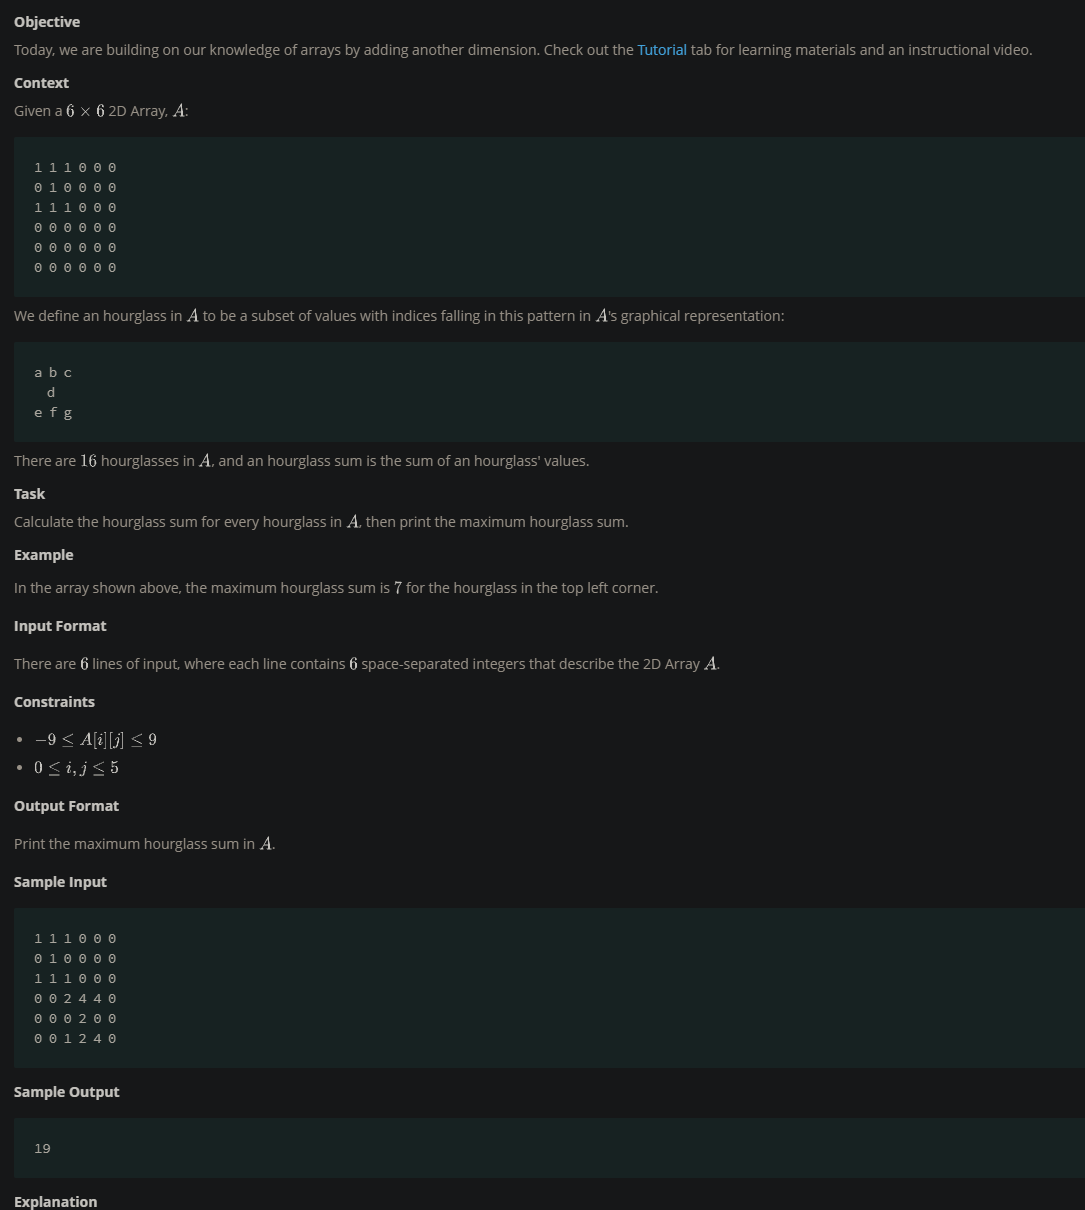 Objective
Today, we are building on our knowledge of arrays by adding another dimension. Check out the Tutorial tab for learning materials and an instructional video.
Context
Given a 6 × 6 2D Array, A:
1 1 1 0 0 0
0 1 0 0 0 0
1 1 1 0 0 0
0 0 0 0 0 0
0 0 0 0 0 0
0 0 0 0 0 0
We define an hourglass in A to be a subset of values with indices falling in this pattern in A's graphical representation:
a b c
d
e f g
There are 16 hourglasses in A, and an hourglass sum is the sum of an hourglass' values.
Task
Calculate the hourglass sum for every hourglass in A, then print the maximum hourglass sum.
Example
In the array shown above, the maximum hourglass sum is 7 for the hourglass in the top left corner.
Input Format
There are 6 lines of input, where each line contains 6 space-separated integers that describe the 2D Array A.
Constraints
• −9 ≤ A[i][j] ≤ 9
• 0 ≤ i, j ≤ 5
Output Format
Print the maximum hourglass sum in A.
Sample Input
1 1 1 0 0 0
0 1 0 0 0 0
1 1 1 0 0 0
0 0 2 4 4 0
0 0 0 2 0 0
0 0 1 2 4 0
Sample Output
19
Explanation